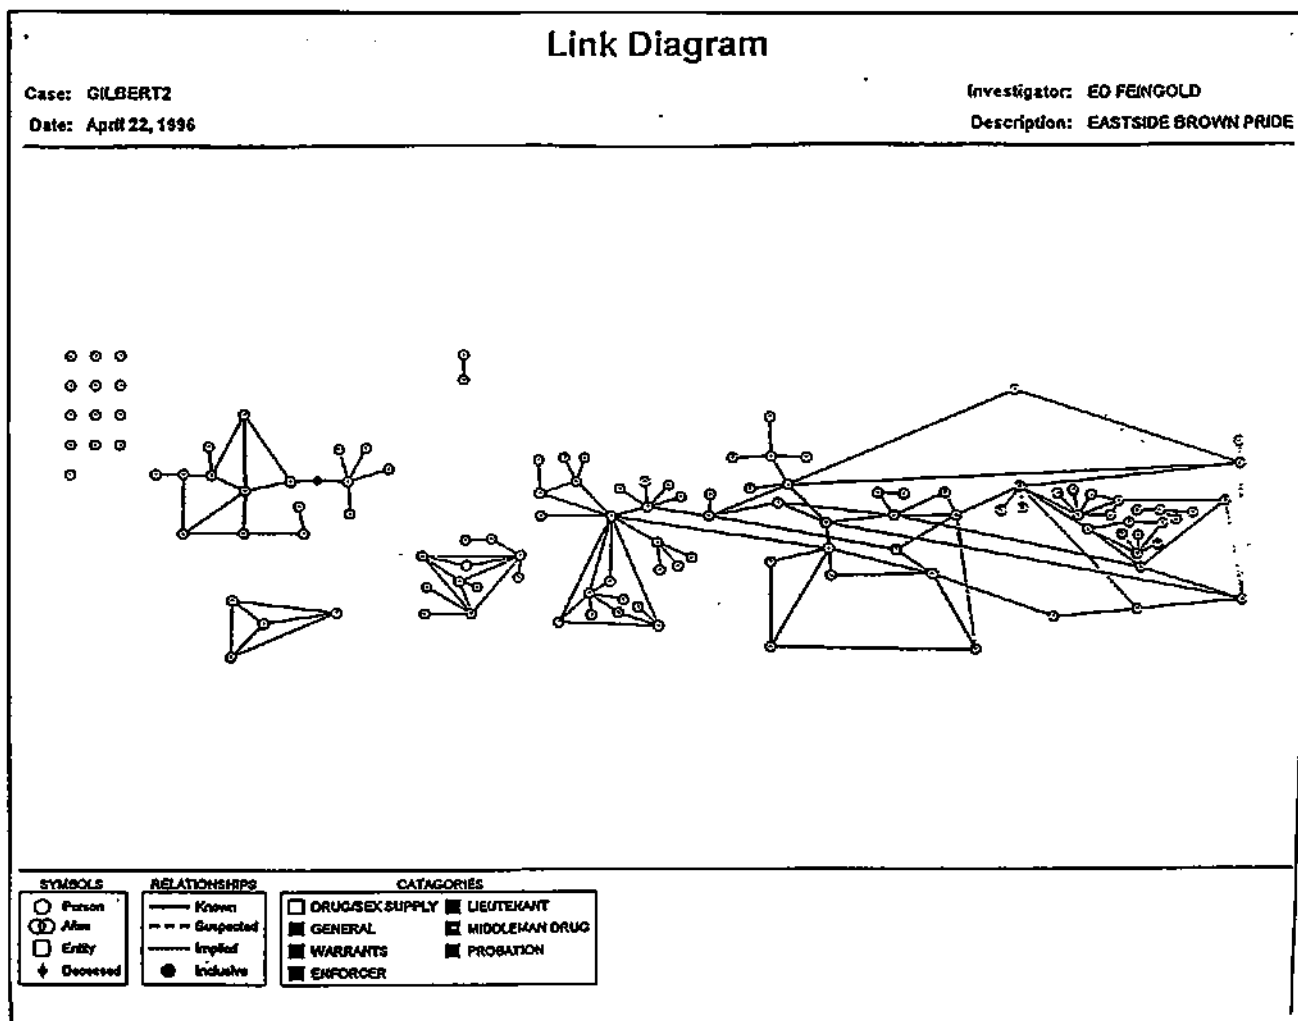 Link Diagram
Case: GILBERT2
Investigator: ED FEINGOLD
Date: April 22, 1996
Description: EASTSIDE BROWN PRIDE
SYMBOLS
RELATIONSHIPS
CATAGORIES
Person
Known
DRUG/SEX SUPPLY
LIEUTENANT
Alias
Suspected
GENERAL
MIDDLEMAN DRUG
Entity
Implied
WARRANTS
PROBATION
Deceased
Inclusive
ENFORCER